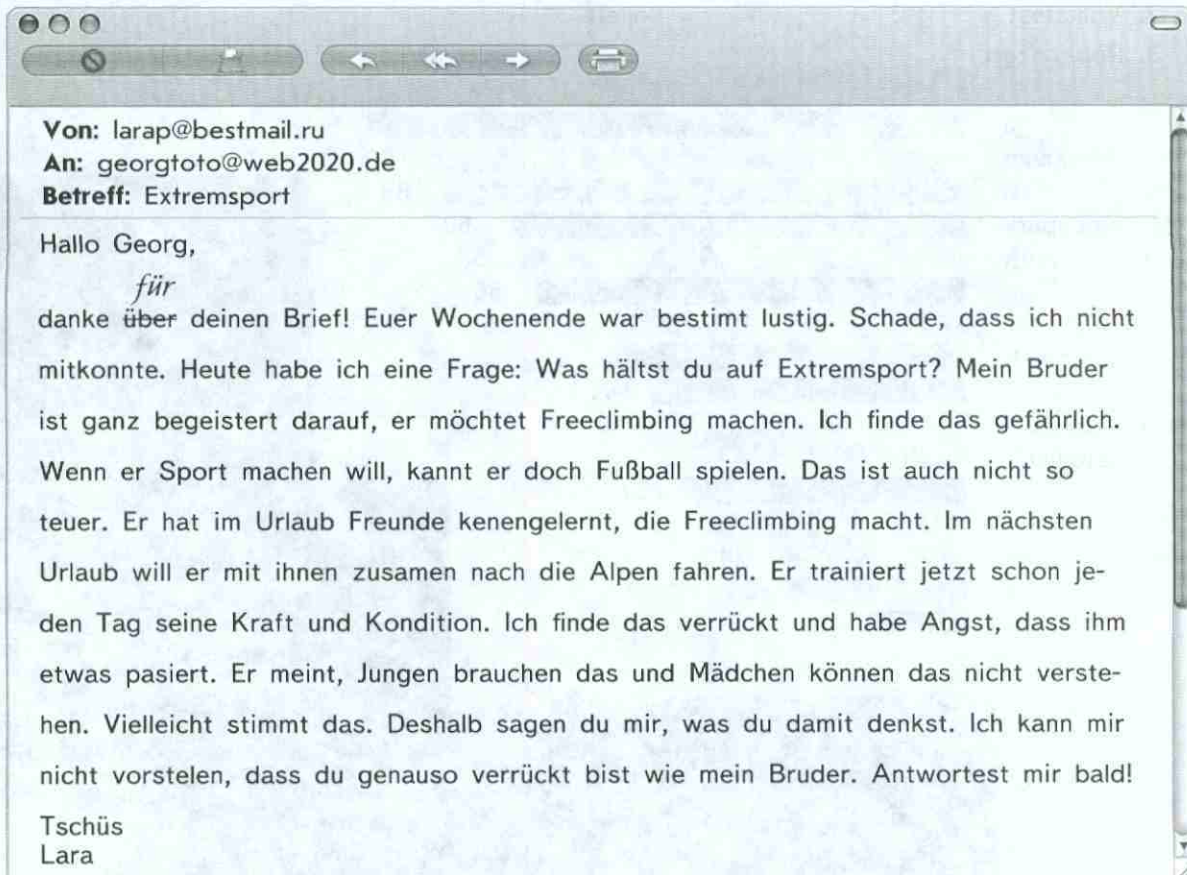 Von: larap@bestmail.ru
An: georgtoto@web2020.de
Betreff: Extremsport
Hallo Georg,
für
danke über deinen Brief! Euer Wochenende war bestimt lustig. Schade, dass ich nicht
mitkonnte. Heute habe ich eine Frage: Was hältst du auf Extremsport? Mein Bruder
ist ganz begeistert darauf, er möchtet Freeclimbing machen. Ich finde das gefährlich.
Wenn er Sport machen will, kannt er doch Fußball spielen. Das ist auch nicht so
teuer. Er hat im Urlaub Freunde kenengelernt, die Freeclimbing macht. Im nächsten
Urlaub will er mit ihnen zusamen nach die Alpen fahren. Er trainiert jetzt schon je-
den Tag seine Kraft und Kondition. Ich finde das verrückt und habe Angst, dass ihm
etwas pasiert. Er meint, Jungen brauchen das und Mädchen können das nicht verste-
hen. Vielleicht stimmt das. Deshalb sagen du mir, was du damit denkst. Ich kann mir
nicht vorstelen, dass du genauso verrückt bist wie mein Bruder. Antwortest mir bald!
Tschüs
Lara